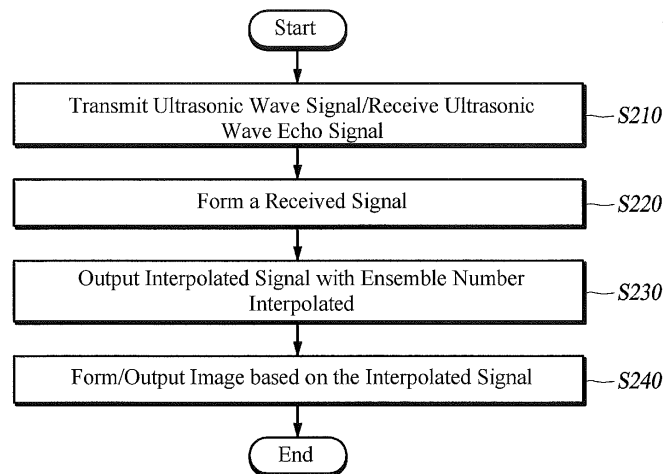 Start
Transmit Ultrasonic Wave Signal/Receive Ultrasonic
Wave Echo Signal
S210
Form a Received Signal
S220
Output Interpolated Signal with Ensemble Number
Interpolated
S230
Form/Output Image based on the Interpolated Signal
S240
End